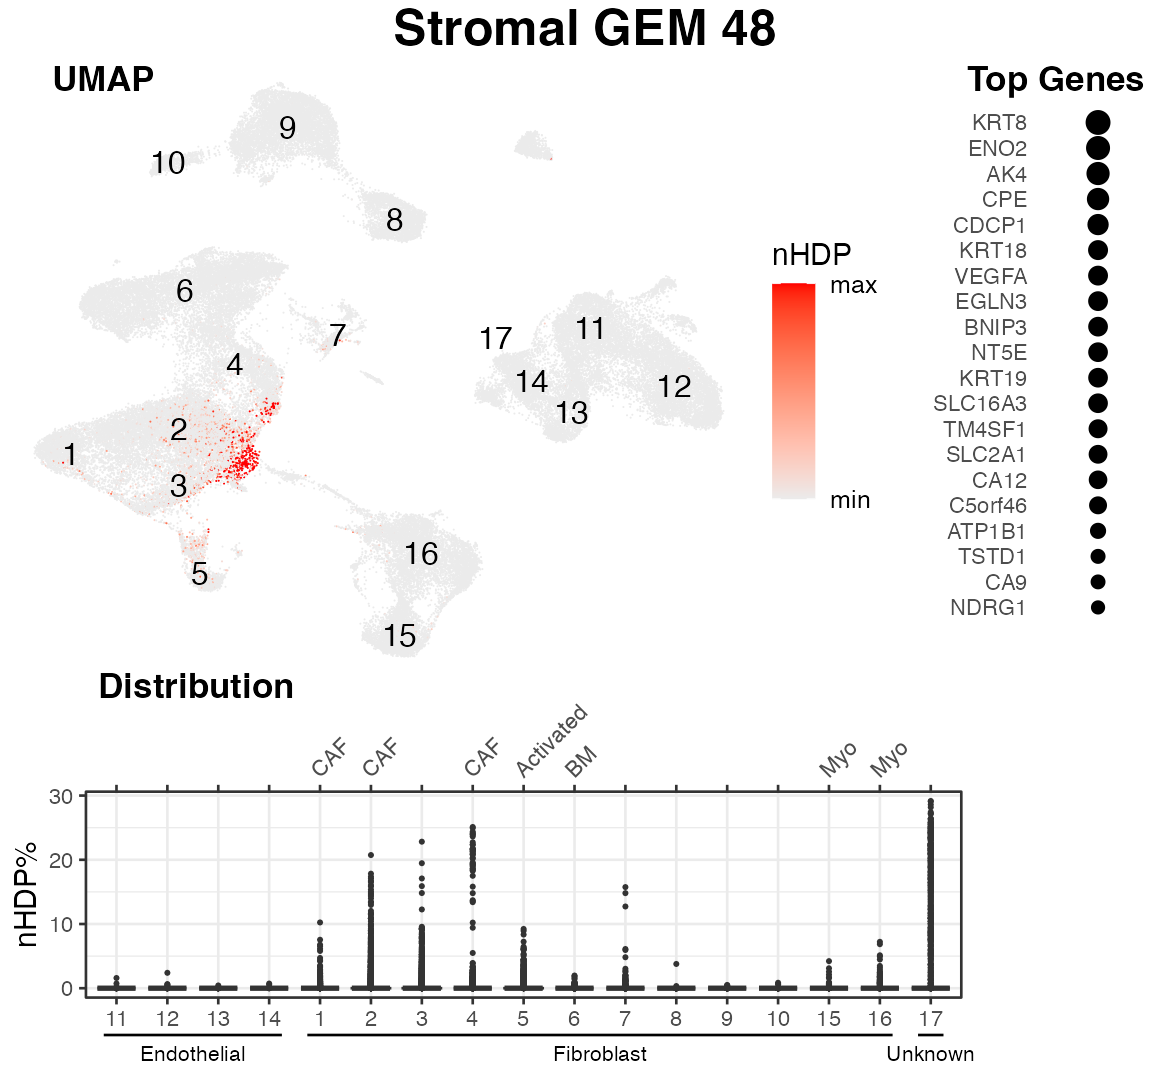 Stromal GEM 48
UMAP
9
10
8
6
7
4
2
1
3
5
16
15
17
11
14
12
13
nHDP
max
min
Top Genes
KRT8
ENO2
AK4
CPE
CDCP1
KRT18
VEGFA
EGLN3
BNIP3
NT5E
KRT19
SLC16A3
TM4SF1
SLC2A1
CA12
C5orf46
ATP1B1
TSTD1
CA9
NDRG1
Distribution
CAF
CAF
CAF
Activated
BM
Myo
Myo
nHDP%
30
20
10
0
11 12 13 14 1 2 3 4 5 6 7 8 9 10 15 16 17
Endothelial Fibroblast Unknown